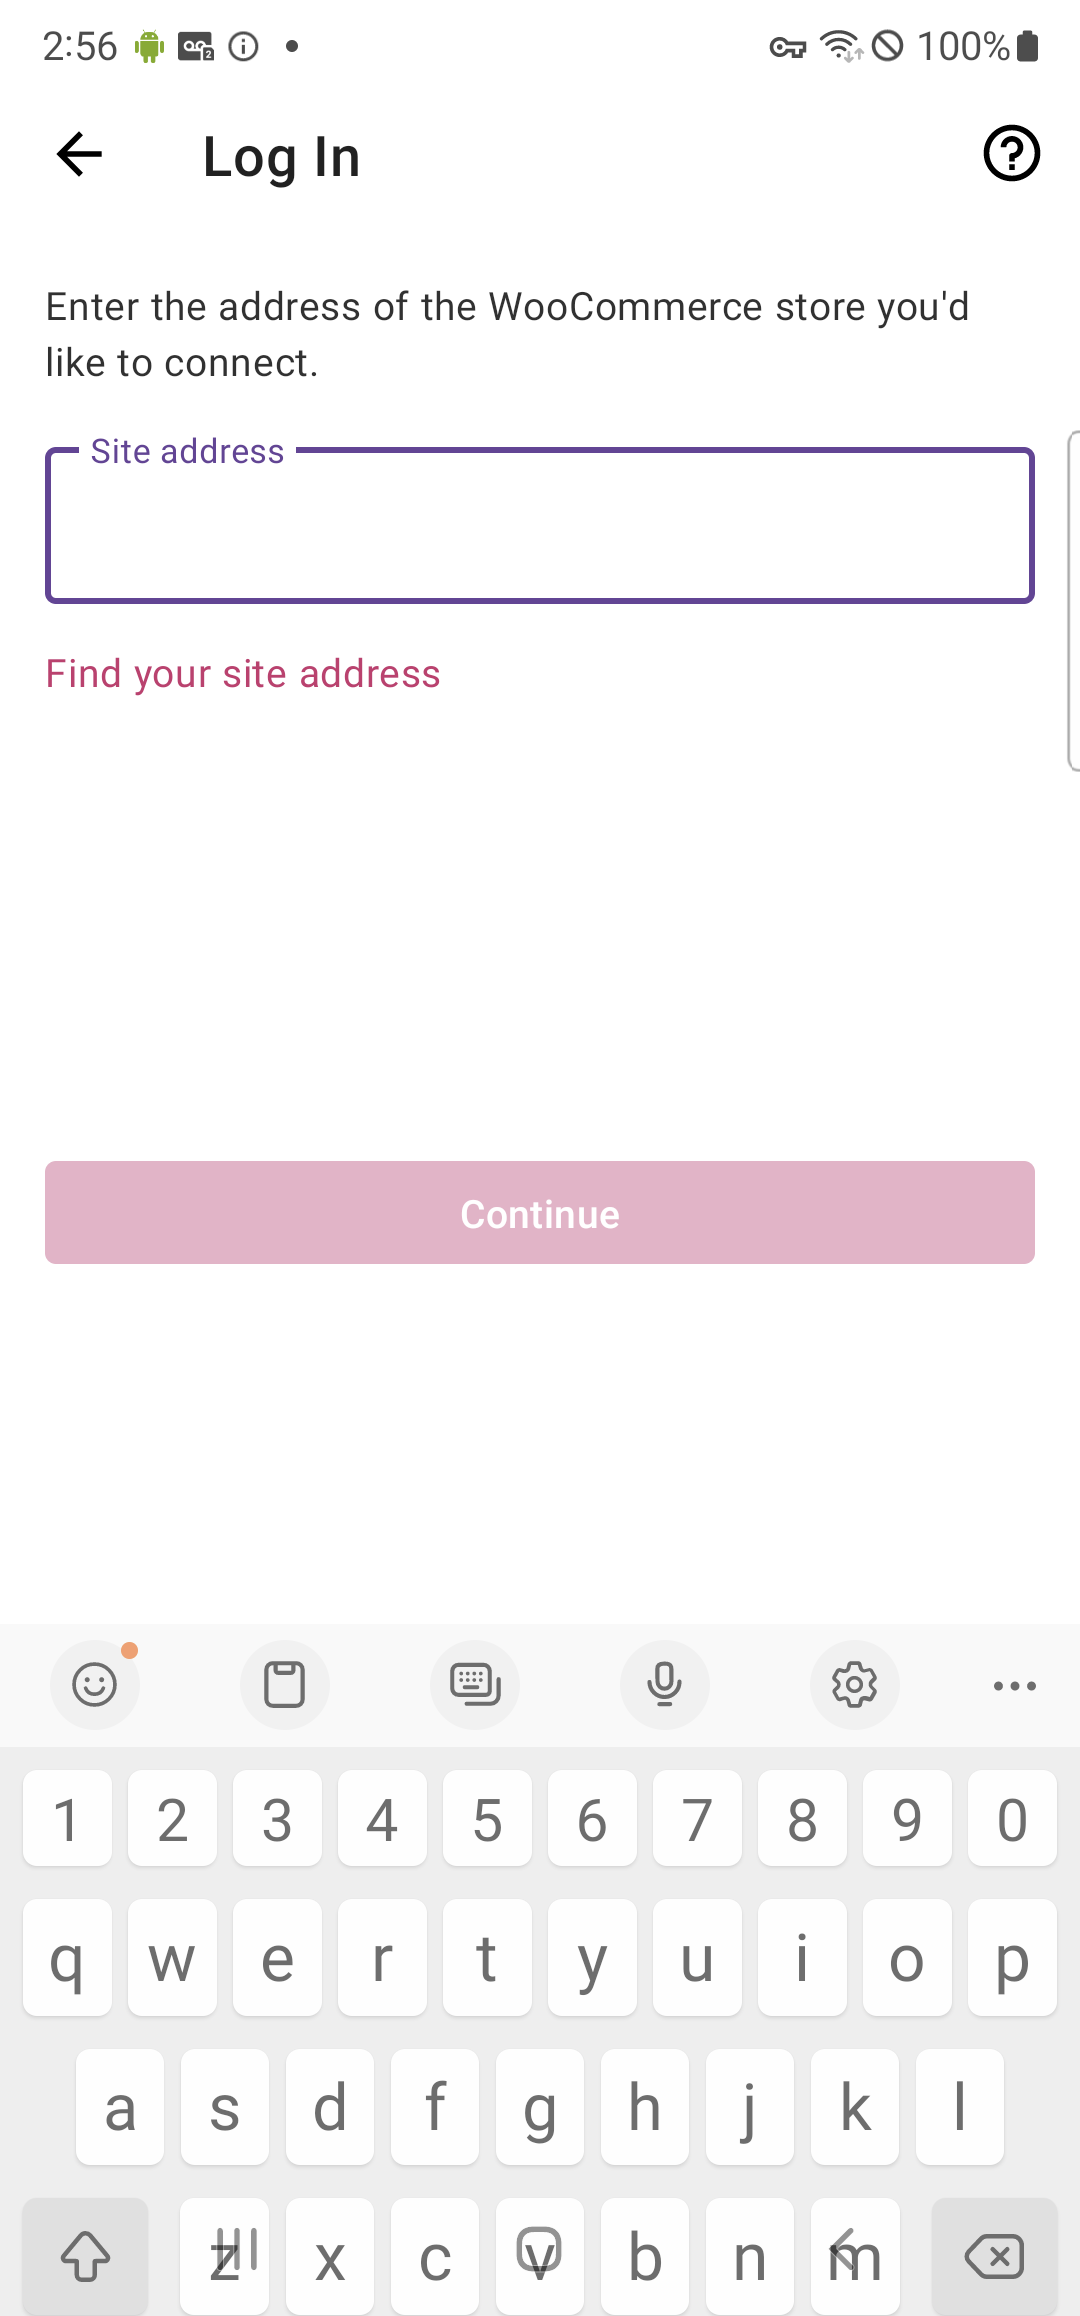 2:56 100%
Log In
Enter the address of the WooCommerce store you'd
like to connect.
Site address
Find your site address
Continue
1 2 3 4 5 6 7 8 9 0
q w e r t y u i o p
a s d f g h j k l
z x c v b n m